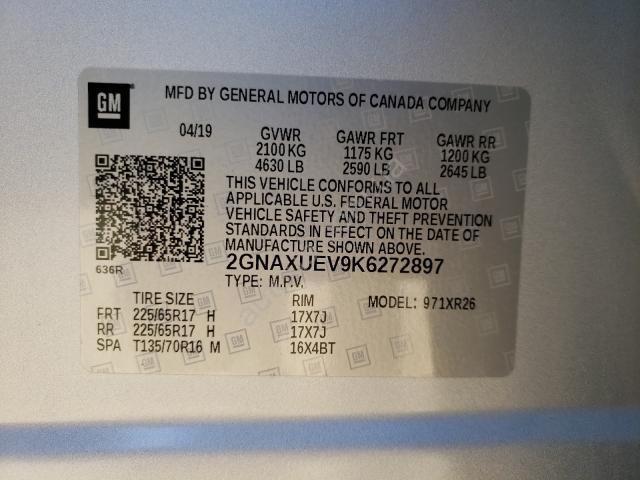 GM
MFD BY GENERAL MOTORS OF CANADA COMPANY
04/19 GVWR GAWR FRT GAWR RR
2100 KG 1175 KG 1200 KG
4630 LB 2590 LB 2645 LB
THIS VEHICLE CONFORMS TO ALL
APPLICABLE U.S. FEDERAL MOTOR
VEHICLE SAFETY AND THEFT PREVENTION
STANDARDS IN EFFECT ON THE DATE OF
MANUFACTURE SHOWN ABOVE.
636R
2GNAXUEV9K6272897
TYPE: M.P.V.
TIRE SIZE RIM MODEL: 971XR26
FRT 225/65R17 H 17X7J
RR 225/65R17 H 17X7J
SPA T135/70R16 M 16X4BT